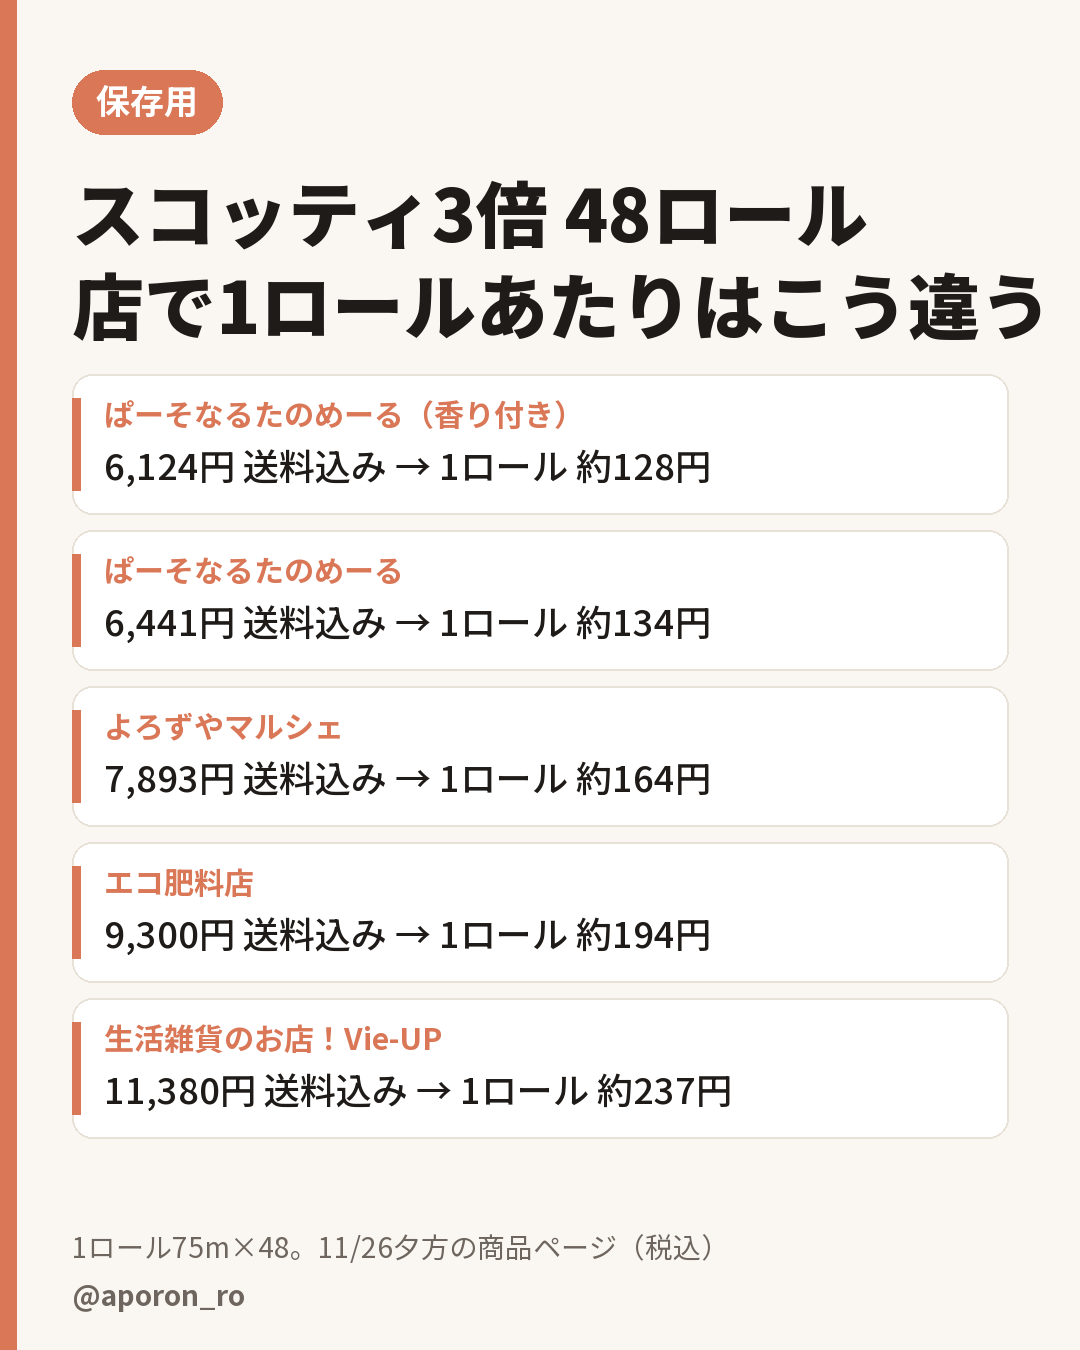 保存用
スコッティ3倍 48ロール
店で1ロールあたりはこう違う
ぱーそなるたのめーる（香り付き）
6,124円 送料込み → 1ロール 約128円
ぱーそなるたのめーる
6,441円 送料込み → 1ロール 約134円
よろずやマルシェ
7,893円 送料込み → 1ロール 約164円
エコ肥料店
9,300円 送料込み → 1ロール 約194円
生活雑貨のお店！Vie-UP
11,380円 送料込み → 1ロール 約237円
1ロール75m×48。11/26夕方の商品ページ（税込）
@aporon_ro